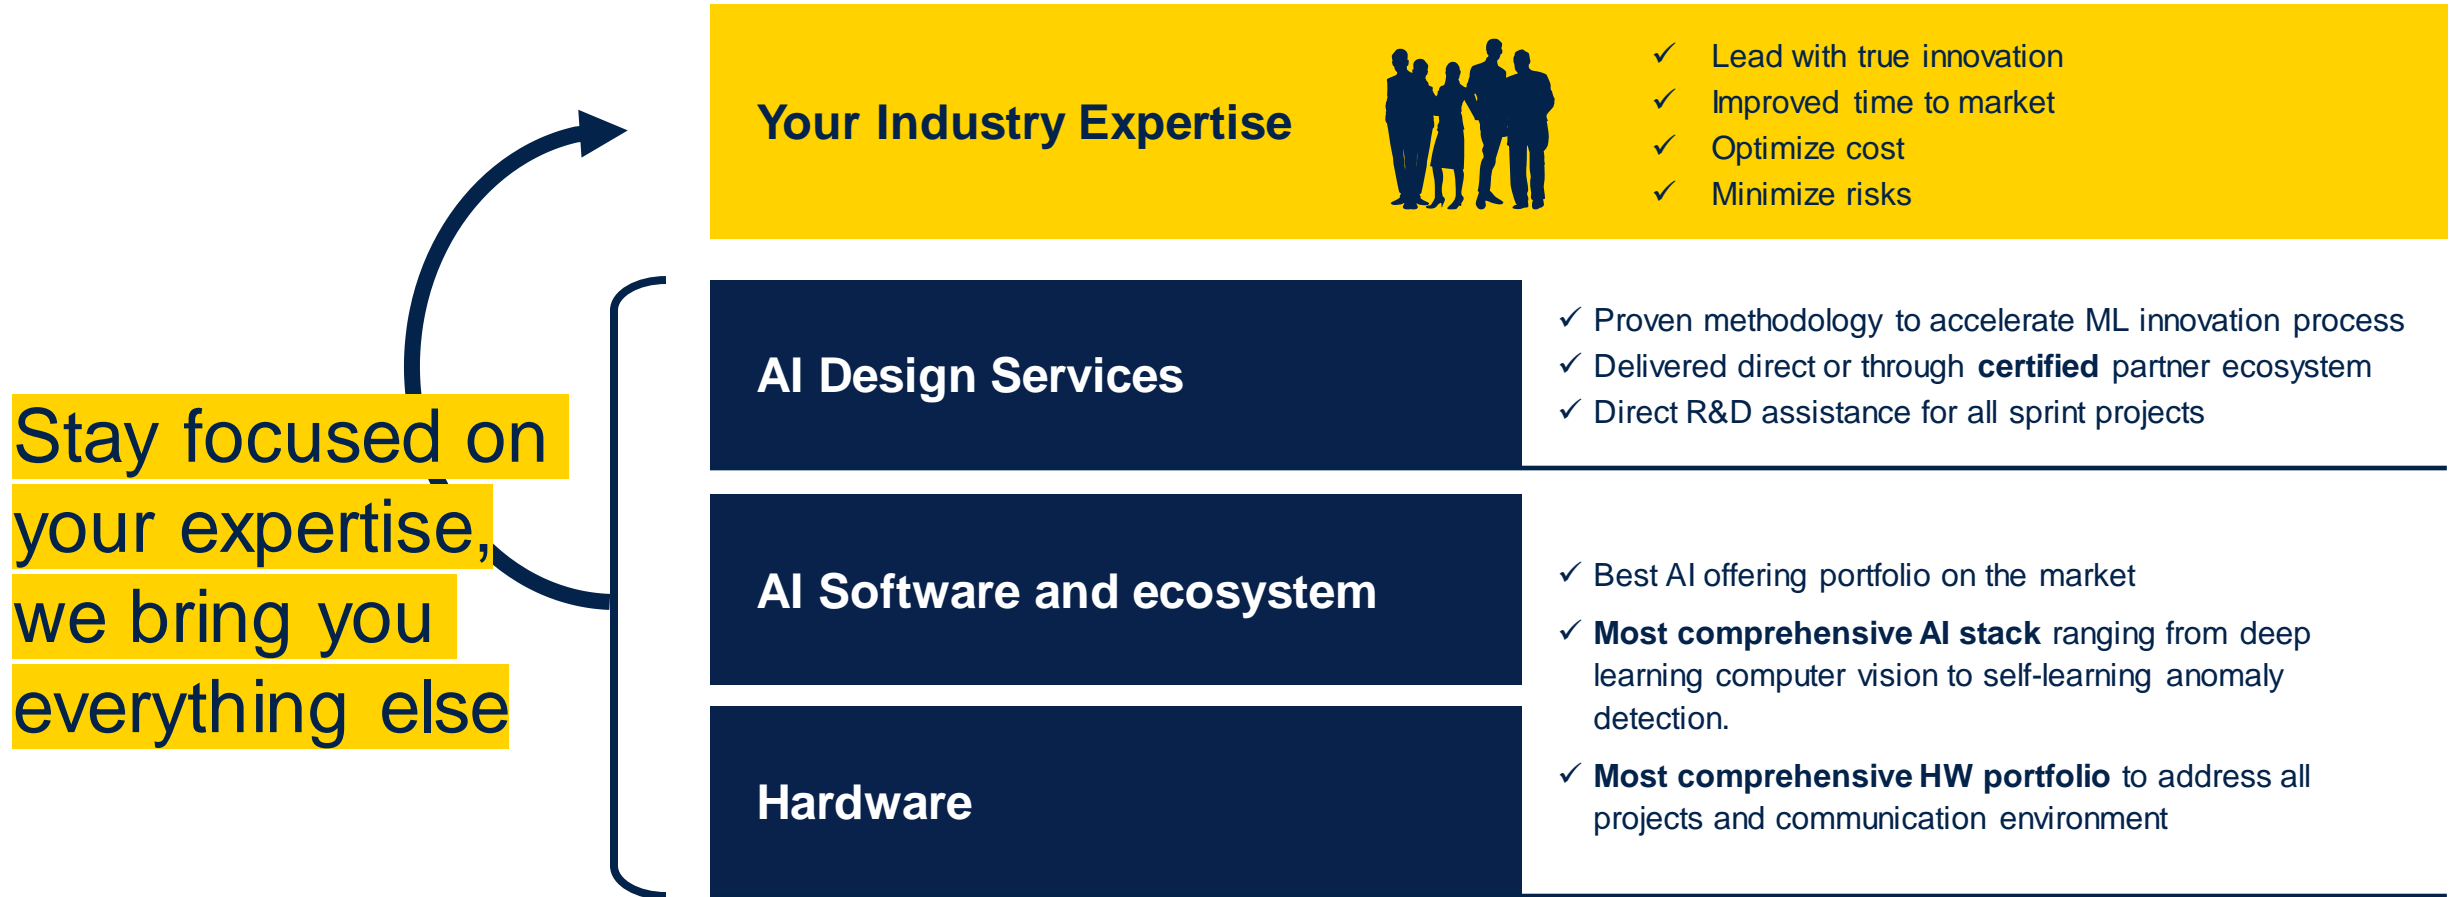 Your Industry Expertise
✓ Lead with true innovation
✓ Improved time to market
✓ Optimize cost
✓ Minimize risks
Stay focused on
your expertise,
we bring you
everything else
AI Design Services
✓ Proven methodology to accelerate ML innovation process
✓ Delivered direct or through certified partner ecosystem
✓ Direct R&D assistance for all sprint projects
AI Software and ecosystem
✓ Best AI offering portfolio on the market
✓ Most comprehensive AI stack ranging from deep
learning computer vision to self-learning anomaly
detection.
Hardware
✓ Most comprehensive HW portfolio to address all
projects and communication environment